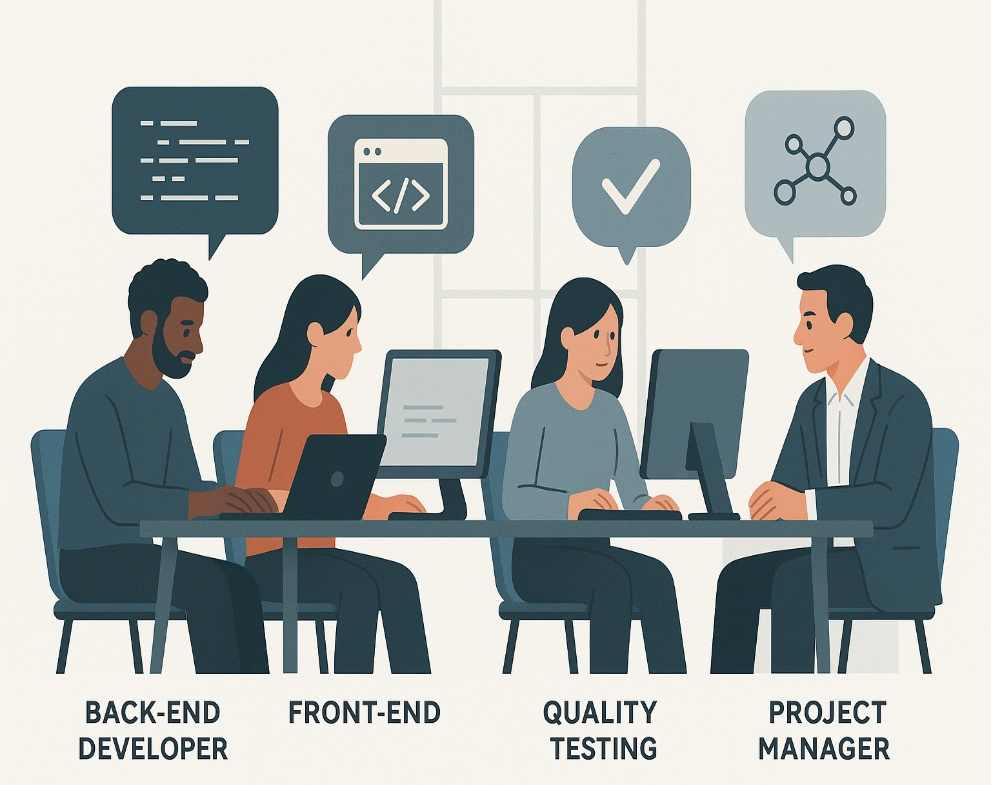 BACK-END
DEVELOPER
FRONT-END
QUALITY
TESTING
PROJECT
MANAGER